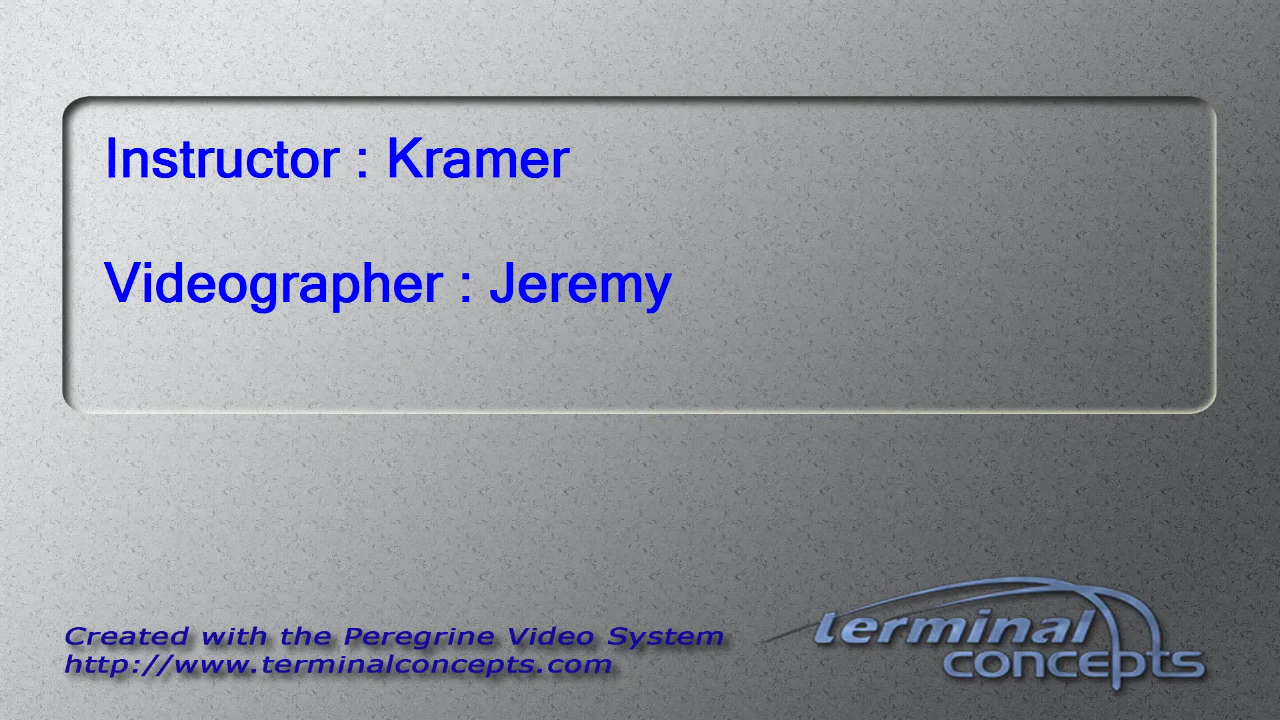 Instructor : Kramer
Videographer : Jeremy
Created with the Peregrine Video System
http://www.terminalconcepts.com
terminal
concepts